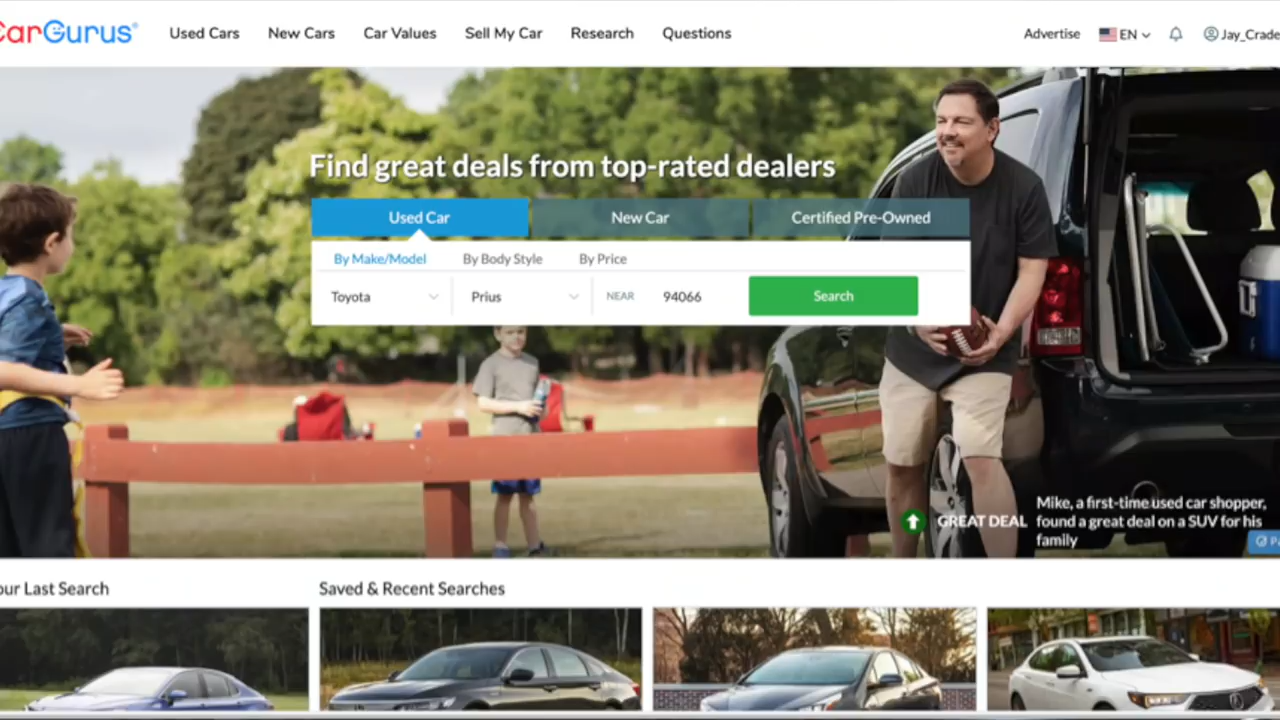 CarGurus
Used Cars New Cars Car Values Sell My Car Research Questions Advertise EN Jay_Crade
Find great deals from top-rated dealers
Used Car New Car Certified Pre-Owned
By Make/Model By Body Style By Price
Toyota Prius NEAR 94066 Search
GREAT DEAL
Mike, a first-time used car shopper,
found a great deal on a SUV for his
family
our Last Search Saved & Recent Searches